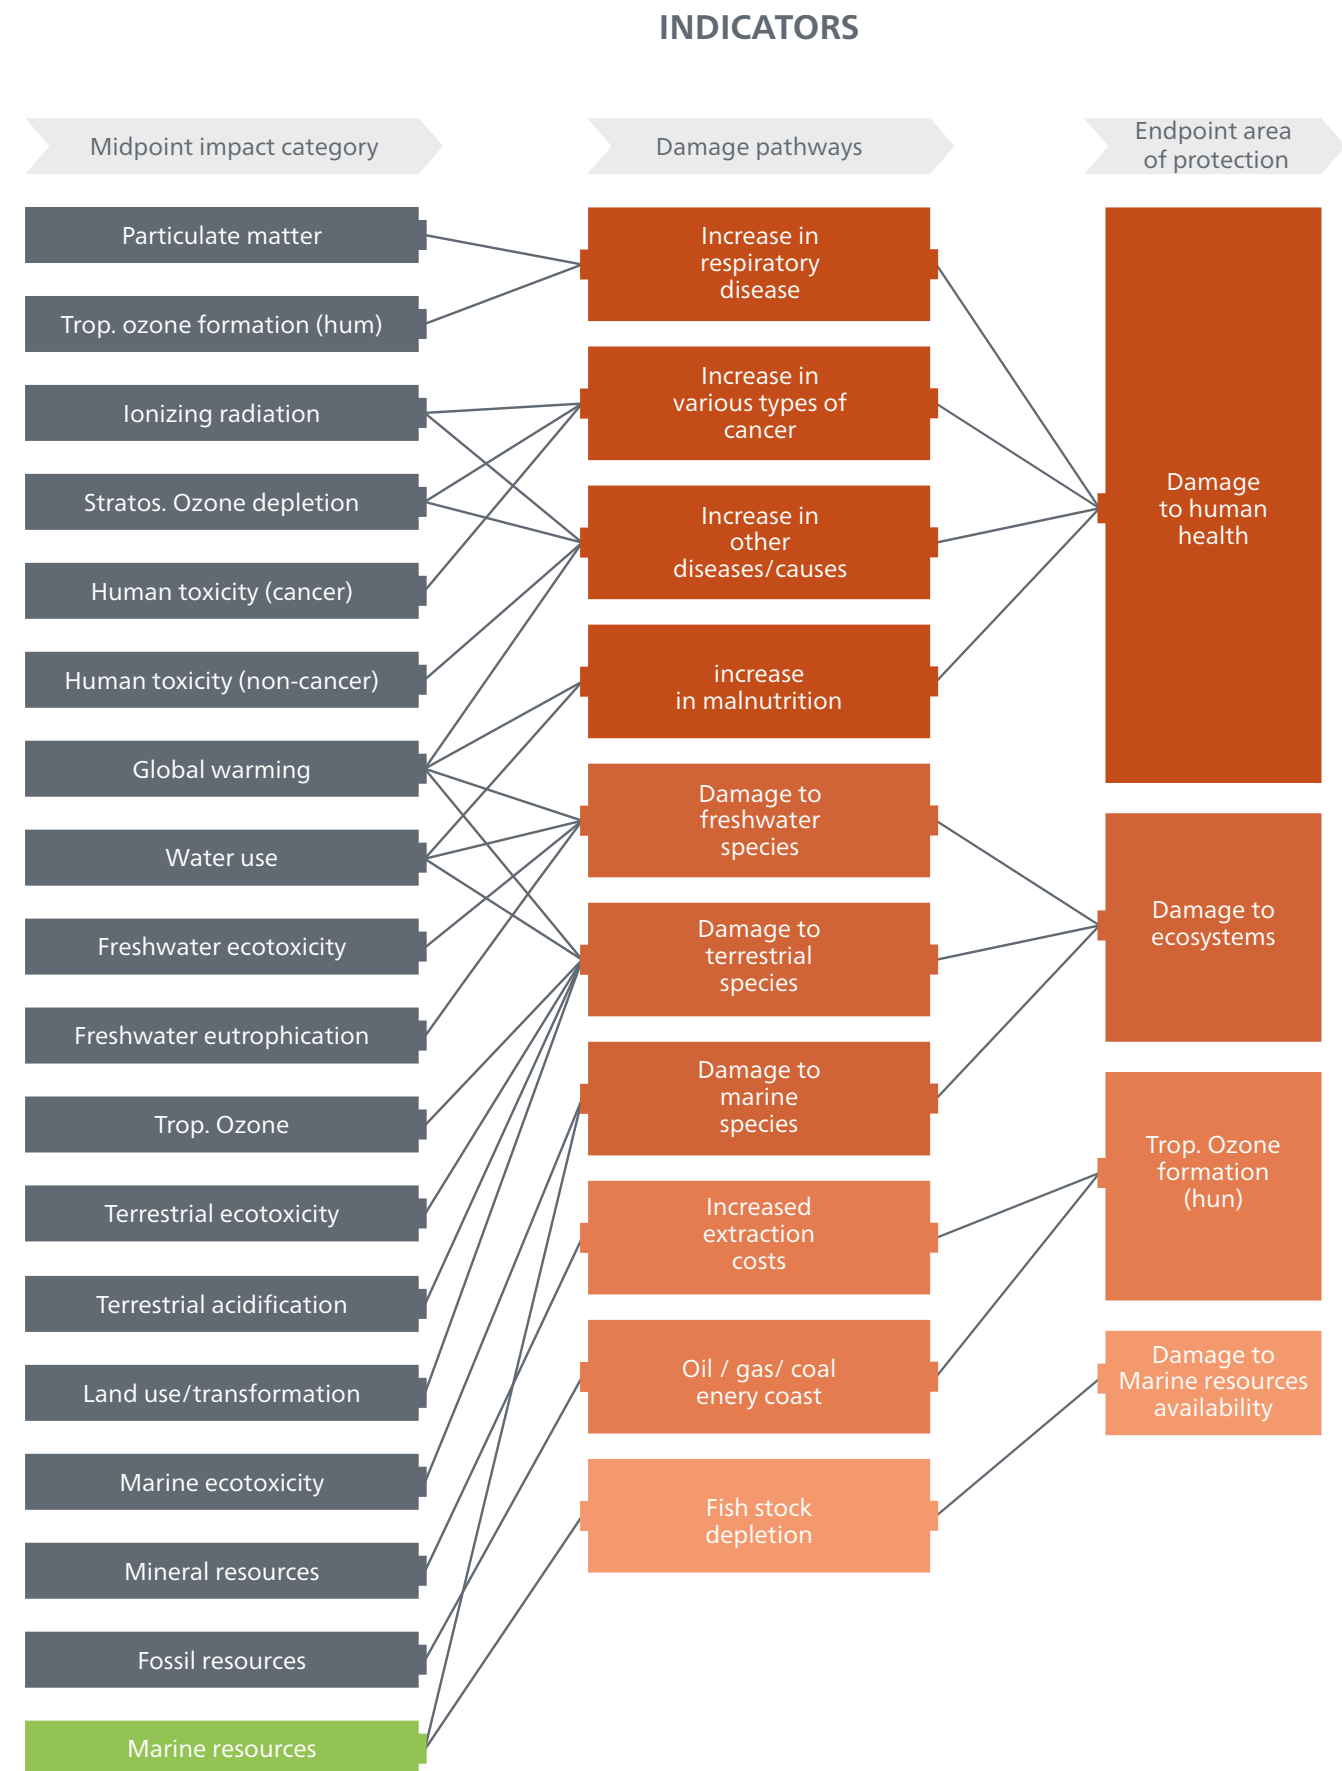 INDICATORS
Midpoint impact category
Damage pathways
Endpoint area
of protection
Particulate matter
Trop. ozone formation (hum)
Ionizing radiation
Stratos. Ozone depletion
Human toxicity (cancer)
Human toxicity (non-cancer)
Global warming
Water use
Freshwater ecotoxicity
Freshwater eutrophication
Trop. Ozone
Terrestrial ecotoxicity
Terrestrial acidification
Land use/transformation
Marine ecotoxicity
Mineral resources
Fossil resources
Marine resources
Increase in
respiratory
disease
Increase in
various types of
cancer
Increase in
other
diseases/causes
increase
in malnutrition
Damage to
freshwater
species
Damage to
terrestrial
species
Damage to
marine
species
Increased
extraction
costs
Oil / gas/ coal
enery coast
Fish stock
depletion
Damage
to human
health
Damage to
ecosystems
Trop. Ozone
formation
(hun)
Damage to
Marine resources
availability